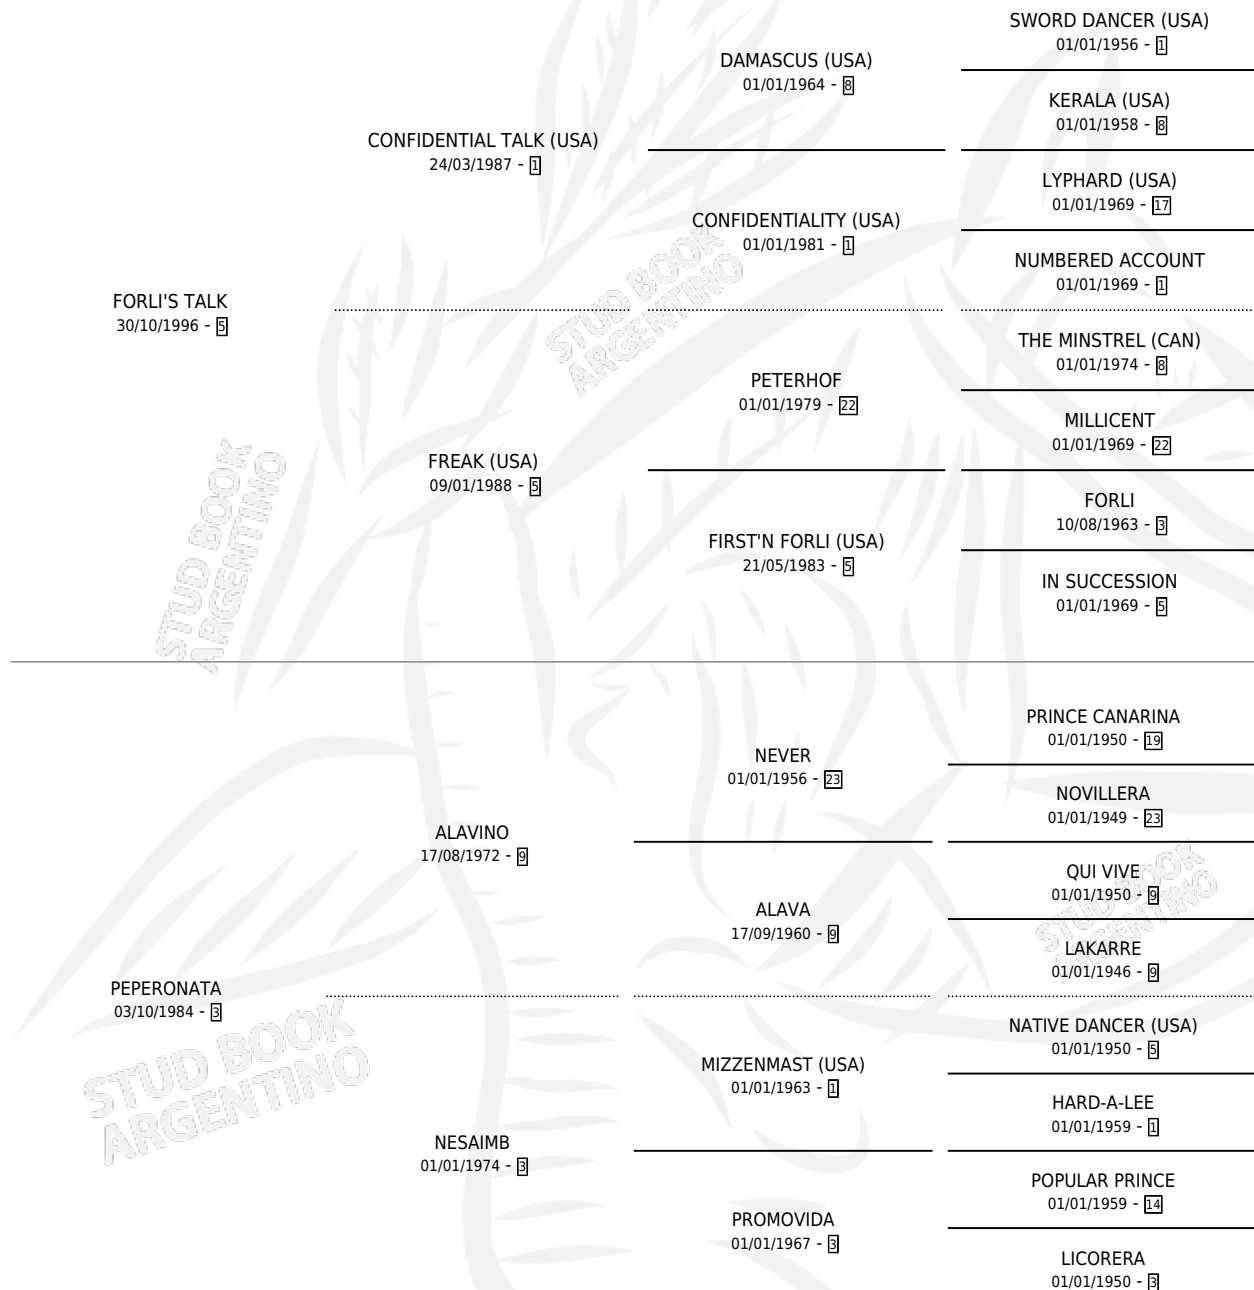 SWORD DANCER (USA)
01/01/1956 - 1
DAMASCUS (USA)
01/01/1964 - 8
KERALA (USA)
01/01/1958 - 8
CONFIDENTIAL TALK (USA)
24/03/1987 - 1
LYPHARD (USA)
01/01/1969 - 17
CONFIDENTIALITY (USA)
01/01/1981 - 1
NUMBERED ACCOUNT
01/01/1969 - 1
FORLI'S TALK
30/10/1996 - 5
THE MINSTREL (CAN)
01/01/1974 - 8
PETERHOF
01/01/1979 - 22
MILLICENT
01/01/1969 - 22
FREAK (USA)
09/01/1988 - 5
FORLI
10/08/1963 - 3
FIRST'N FORLI (USA)
21/05/1983 - 5
IN SUCCESSION
01/01/1969 - 5
PRINCE CANARINA
01/01/1950 - 19
NEVER
01/01/1956 - 23
NOVILLERA
01/01/1949 - 23
ALAVINO
17/08/1972 - 9
QUI VIVE
01/01/1950 - 9
ALAVA
17/09/1960 - 9
LAKARRE
01/01/1946 - 9
PEPERONATA
03/10/1984 - 3
NATIVE DANCER (USA)
01/01/1950 - 5
MIZZENMAST (USA)
01/01/1963 - 1
HARD-A-LEE
01/01/1959 - 1
NESAIMB
01/01/1974 - 3
POPULAR PRINCE
01/01/1959 - 14
PROMOVIDA
01/01/1967 - 3
LICORERA
01/01/1950 - 3
STUD BOOK
ARGENTINO
STUD BOOK
ARGENTINO
STUD BOOK
ARGENTINO
STUD BOOK
ARGENTINO